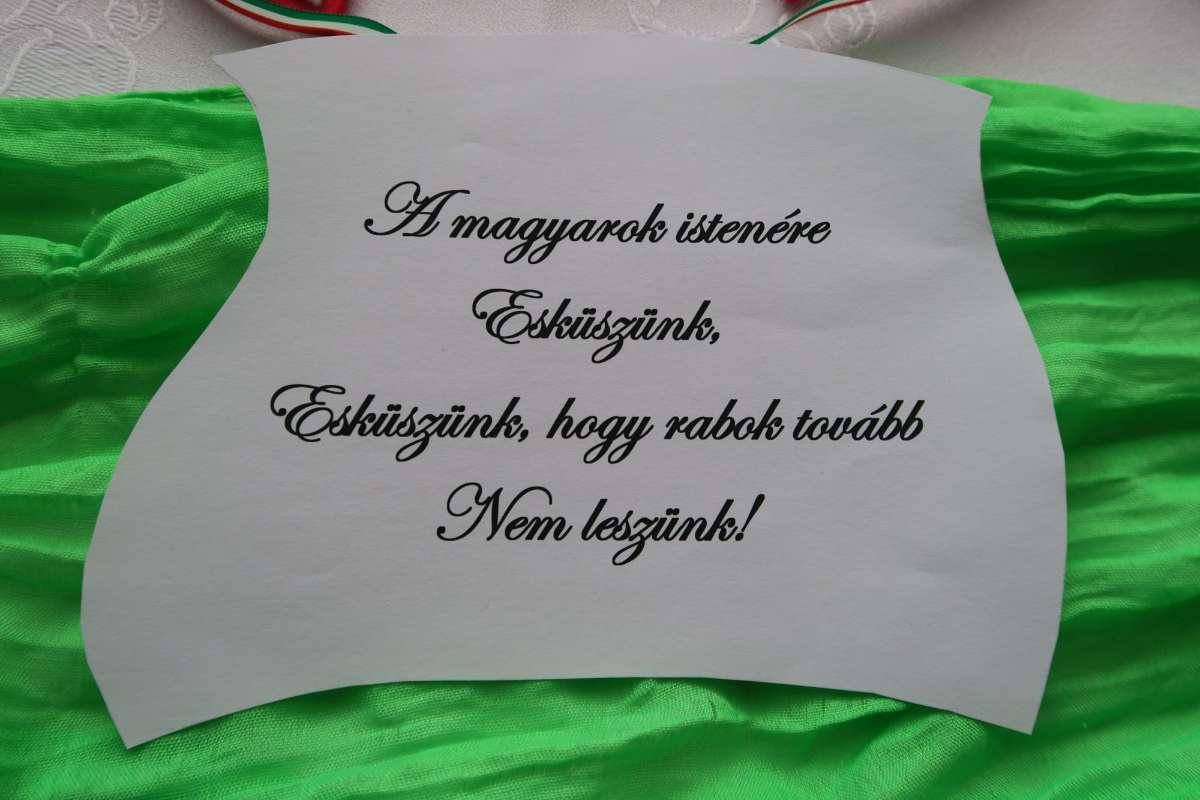 A magyarok istenére
Esküszünk,
Esküszünk, hogy rabok tovább
Nem leszünk!